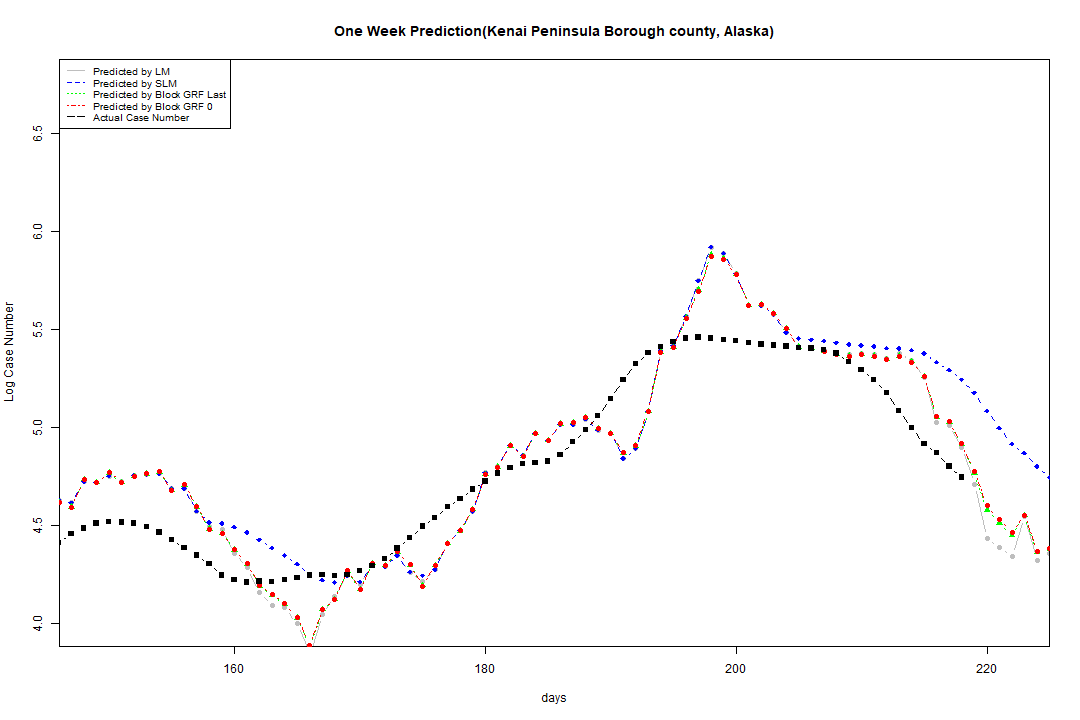 One Week Prediction(Kenai Peninsula Borough county, Alaska)
Predicted by LM
Predicted by SLM
Predicted by Block GRF Last
Predicted by Block GRF 0
Actual Case Number
Log Case Number
6.5
6.0
5.5
5.0
4.5
4.0
160
180
200
220
days